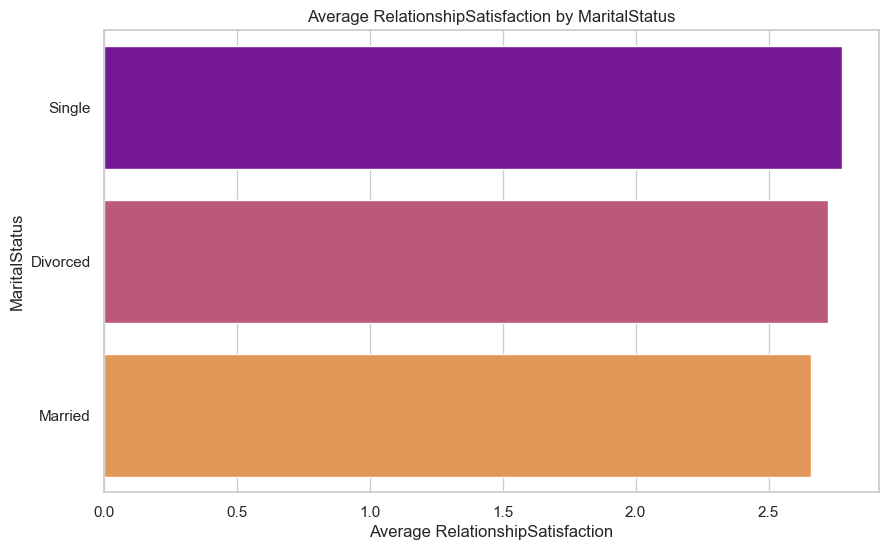 Average RelationshipSatisfaction by MaritalStatus
Single
Divorced
Married
MaritalStatus
0.0 0.5 1.0 1.5 2.0 2.5
Average RelationshipSatisfaction